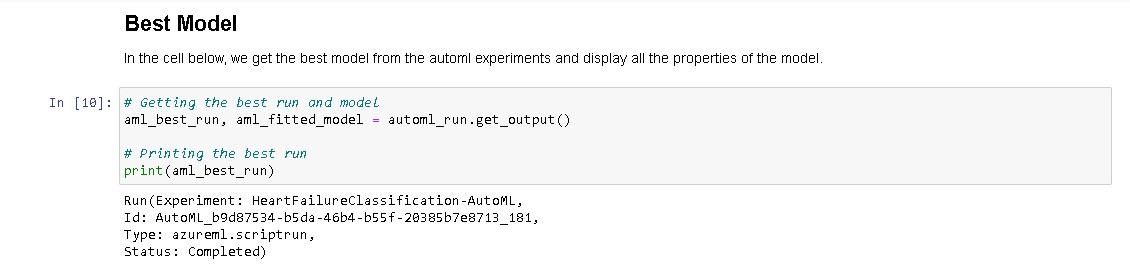 Best Model
In the cell below, we get the best model from the automl experiments and display all the properties of the model.
In [10]: # Getting the best run and model
aml_best_run, aml_fitted_model = automl_run.get_output()
# Printing the best run
print(aml_best_run)
Run(Experiment: HeartFailureClassification-AutoML,
Id: AutoML_b9d87534-b5da-46b4-b55f-20385b7e8713_181,
Type: azureml.scriptrun,
Status: Completed)